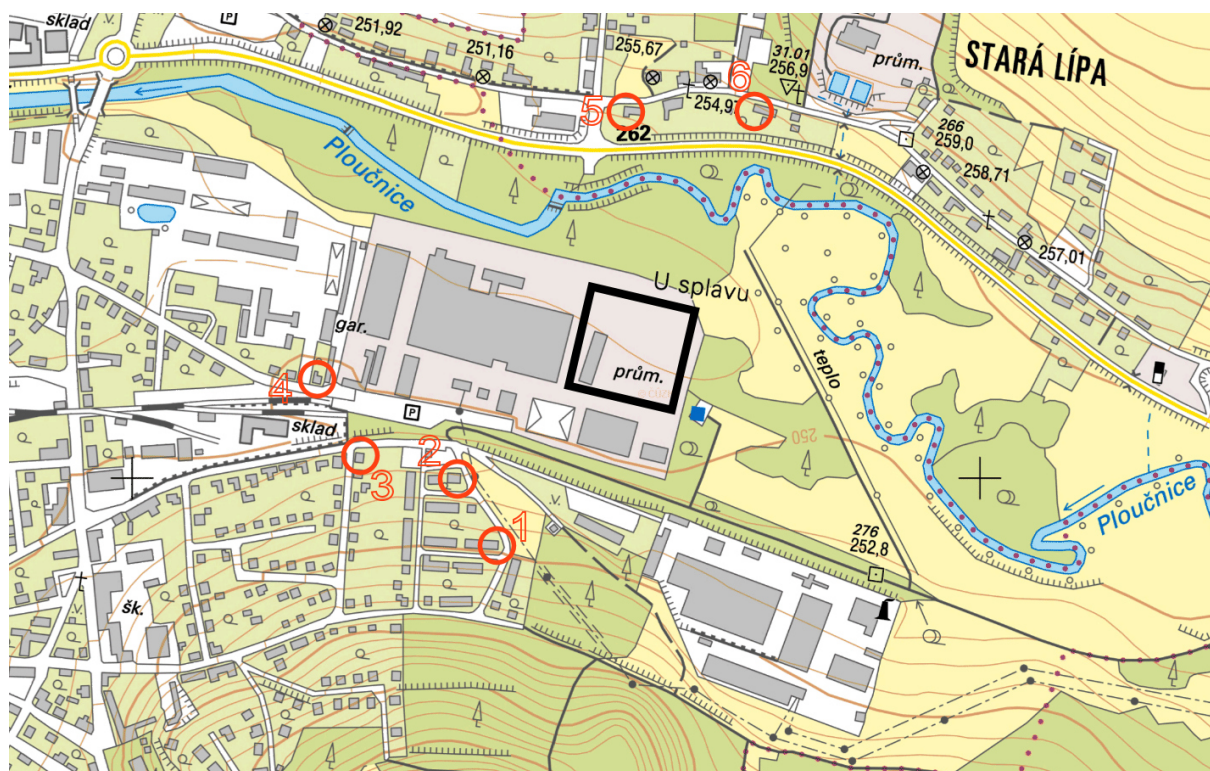 sklad
P
251,92
251,16
255,67
31.01
256,9
prům.
STARÁ LÍPA
6
5
254,97
262
266
259,0
258,71
Ploučnice
257,01
U splavu
gar.
prům.
teplo
4
P
sklad
2
3
250
Ploučnice
1
276
252,8
šk.